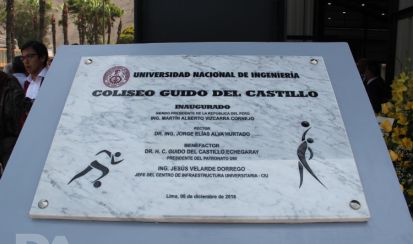 UNIVERSIDAD NACIONAL DE INGENIERÍA
COLISEO GUIDO DEL CASTILLO
INAUGURADO
SIENDO PRESIDENTE DE LA REPÚBLICA DEL PERÚ
ING. MARTÍN ALBERTO VIZCARRA CORNEJO
RECTOR
DR. ING. JORGE ELÍAS ALVA HURTADO
BENEFACTOR
DR. H. C. GUIDO DEL CASTILLO ECHEGARAY
PRESIDENTE DEL PATRONATO UNI
ING. JESÚS VELARDE DORREGO
JEFE DEL CENTRO DE INFRAESTRUCTURA UNIVERSITARIA - CIU
Lima, 06 de diciembre de 2018